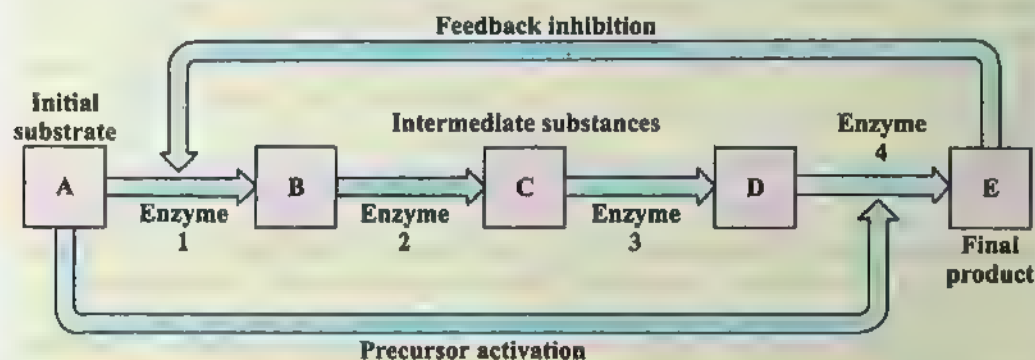 Feedback inhibition
Initial
substrate
Intermediate substances
Enzyme
4
A
B
C
D
E
Enzyme
1
Enzyme
2
Enzyme
3
Final
product
Precursor activation